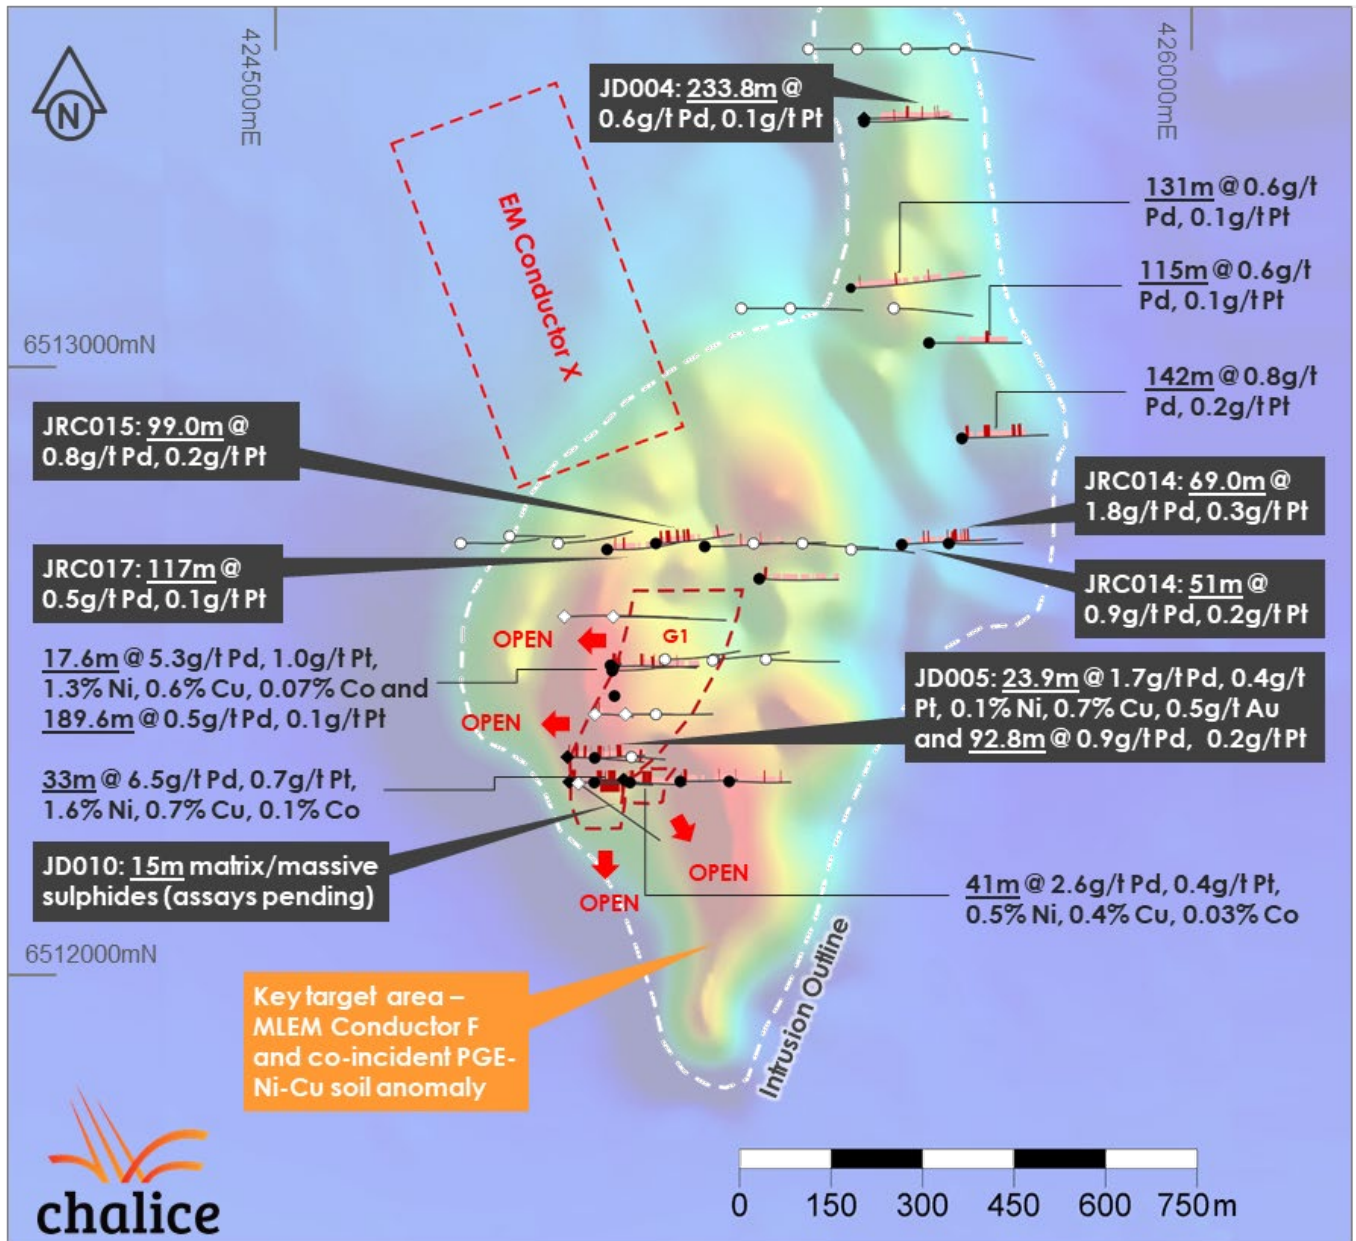 424500mE
426000mE
N
JD004: 233.8m @
0.6g/t Pd, 0.1g/t Pt
131m @ 0.6g/t
Pd, 0.1g/t Pt
EM Conductor X
115m @ 0.6g/t
Pd, 0.1g/t Pt
6513000mN
142m @ 0.8g/t
Pd, 0.2g/t Pt
JRC015: 99.0m @
0.8g/t Pd, 0.2g/t Pt
JRC014: 69.0m @
1.8g/t Pd, 0.3g/t Pt
JRC017: 117m @
0.5g/t Pd, 0.1g/t Pt
JRC014: 51m @
0.9g/t Pd, 0.2g/t Pt
OPEN
G1
17.6m @ 5.3g/t Pd, 1.0g/t Pt,
1.3% Ni, 0.6% Cu, 0.07% Co and
189.6m @ 0.5g/t Pd, 0.1g/t Pt
OPEN
JD005: 23.9m @ 1.7g/t Pd, 0.4g/t
Pt, 0.1% Ni, 0.7% Cu, 0.5g/t Au
and 92.8m @ 0.9g/t Pd, 0.2g/t Pt
33m @ 6.5g/t Pd, 0.7g/t Pt,
1.6% Ni, 0.7% Cu, 0.1% Co
JD010: 15m matrix/massive
sulphides (assays pending)
OPEN
OPEN
41m @ 2.6g/t Pd, 0.4g/t Pt,
0.5% Ni, 0.4% Cu, 0.03% Co
6512000mN
Intrusion Outline
Key target area –
MLEM Conductor F
and co-incident PGE-
Ni-Cu soil anomaly
chalice
0 150 300 450 600 750m